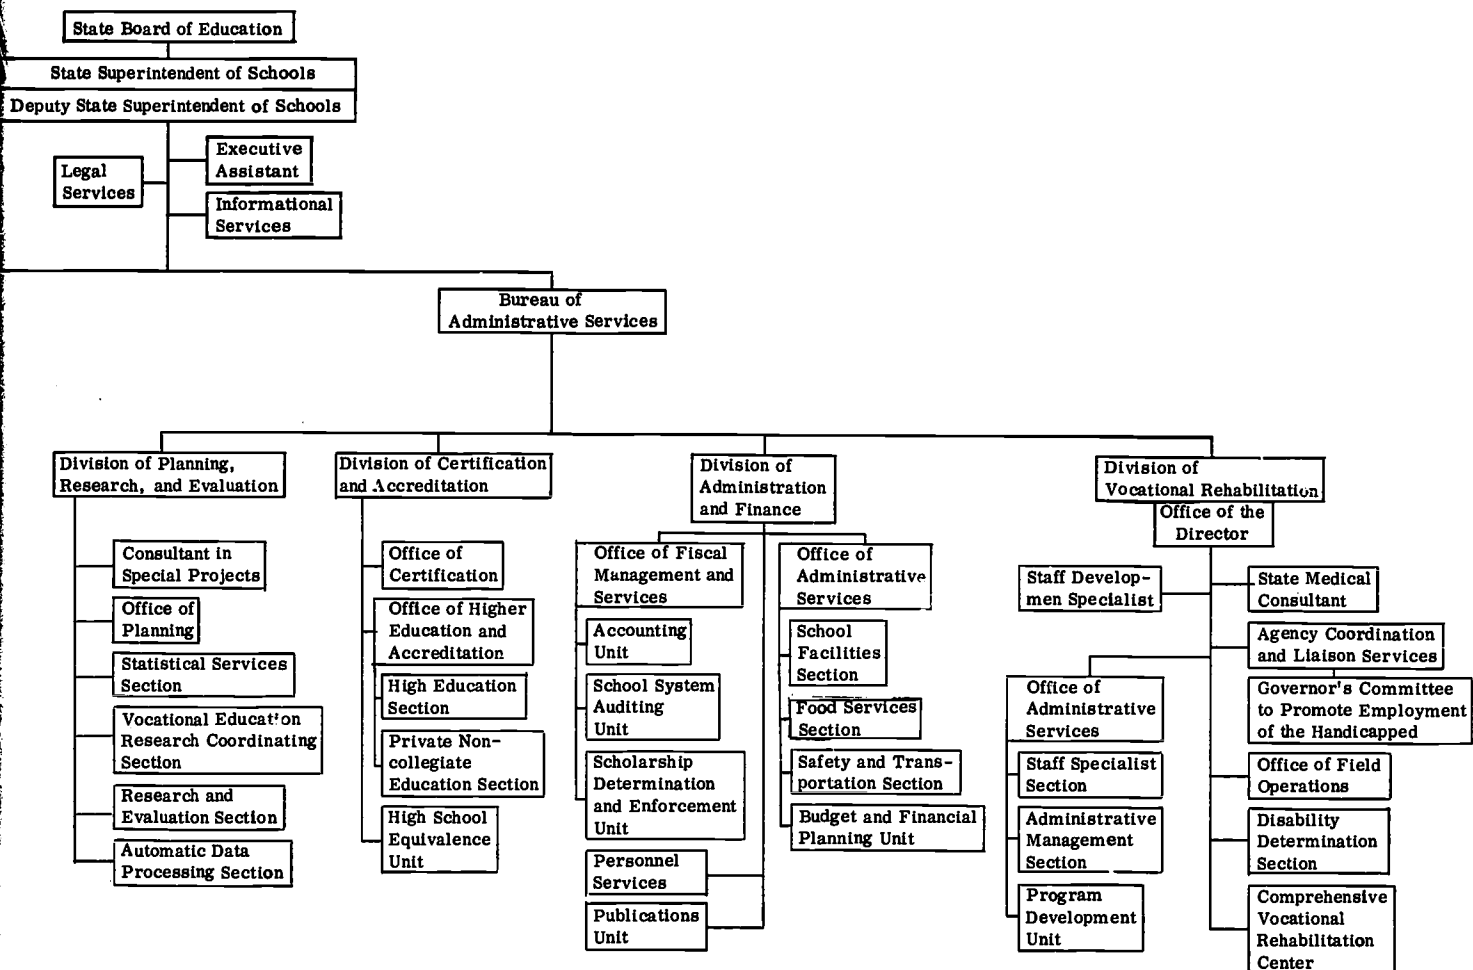 State Board of Education
State Superintendent of Schools
Deputy State Superintendent of Schools
Legal
Services
Executive
Assistant
Informational
Services
Bureau of
Administrative Services
Division of Planning,
Research, and Evaluation
Consultant in
Special Projects
Office of
Planning
Statistical Services
Section
Vocational Education
Research Coordinating
Section
Research and
Evaluation Section
Automatic Data
Processing Section
Division of Certification
and Accreditation
Office of
Certification
Office of Higher
Education and
Accreditation
High Education
Section
Private Non-
collegiate
Education Section
High School
Equivalence
Unit
Division of
Administration
and Finance
Office of Fiscal
Management and
Services
Accounting
Unit
School System
Auditing
Unit
Scholarship
Determination
and Enforcement
Unit
Personnel
Services
Publications
Unit
Office of
Administrative
Services
School
Facilities
Section
Food Services
Section
Safety and Trans-
portation Section
Budget and Financial
Planning Unit
Division of
Vocational Rehabilitation
Office of the
Director
Staff Develop-
men Specialist
Office of
Administrative
Services
Staff Specialist
Section
Administrative
Management
Section
Program
Development
Unit
State Medical
Consultant
Agency Coordination
and Liaison Services
Governor's Committee
to Promote Employment
of the Handicapped
Office of Field
Operations
Disability
Determination
Section
Comprehensive
Vocational
Rehabilitation
Center